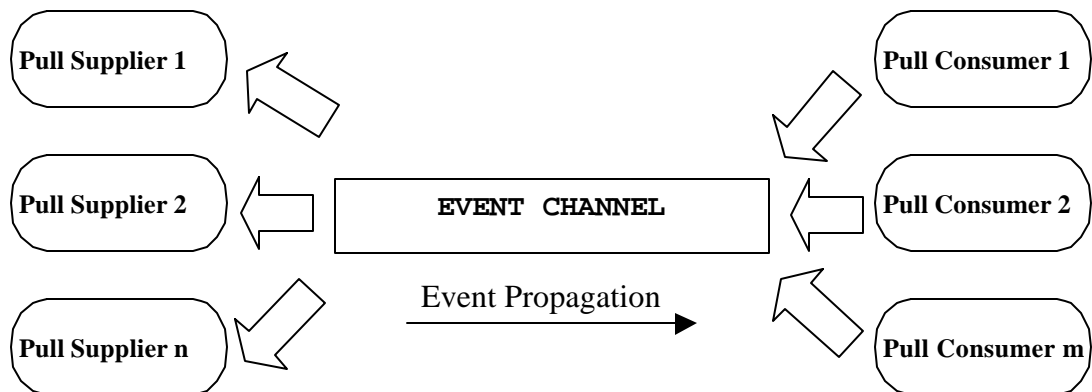 Pull Supplier 1
Pull Consumer 1
Pull Supplier 2
EVENT CHANNEL
Pull Consumer 2
Event Propagation
Pull Supplier n
Pull Consumer m